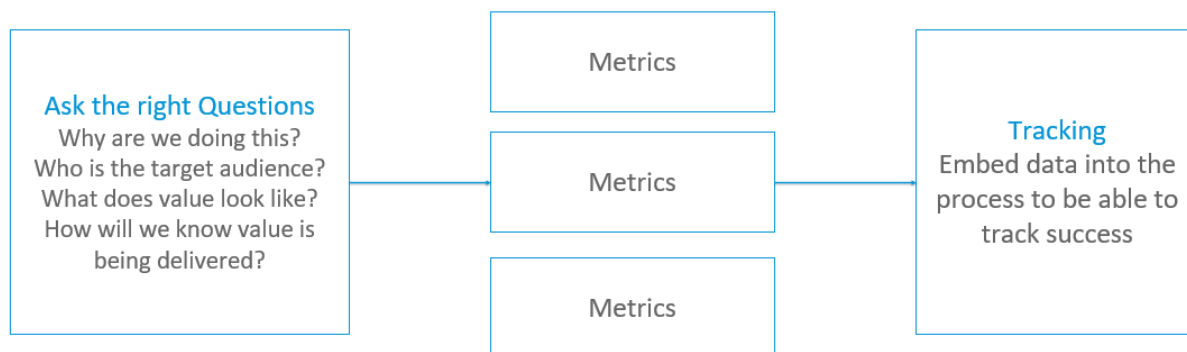 Ask the right Questions
Why are we doing this?
Who is the target audience?
What does value look like?
How will we know value is
being delivered?
Metrics
Metrics
Metrics
Tracking
Embed data into the
process to be able to
track success